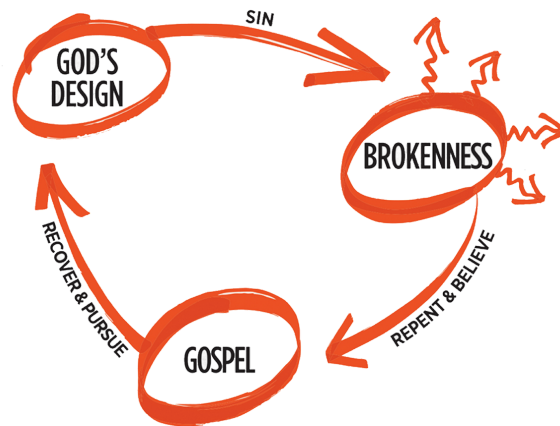 SIN
GOD'S
DESIGN
BROKENNESS
REPENT & BELIEVE
GOSPEL
RECOVER & PURSUE